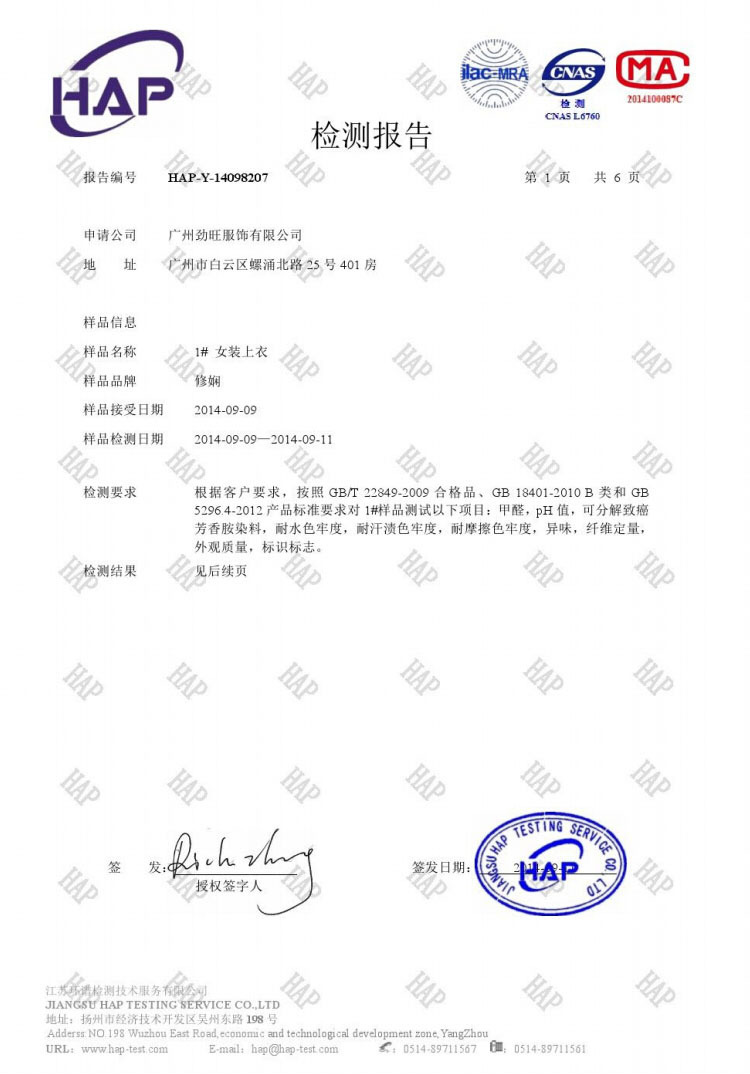 HAP
ilac-MRA
CNAS
检测
CNAS L6760
MA
2014100087C
检测报告
报告编号 HAP-Y-14098207 第 1 页 共 6 页
申请公司 广州劲旺服饰有限公司
地 址 广州市白云区螺涌北路 25 号 401 房
样品信息
样品名称 1# 女装上衣
样品品牌 修娴
样品接受日期 2014-09-09
样品检测日期 2014-09-09—2014-09-11
检测要求 根据客户要求，按照 GB/T 22849-2009 合格品、GB 18401-2010 B 类和 GB
5296.4-2012 产品标准要求对 1#样品测试以下项目：甲醛，pH 值，可分解致癌
芳香胺染料，耐水色牢度，耐汗渍色牢度，耐摩擦色牢度，异味，纤维定量，
外观质量，标识标志。
检测结果 见后续页
签 发：
授权签字人
签发日期：
JIANGSU HAP TESTING SERVICE CO.,LTD
HAP
江苏 检测技术服务有限公司
JIANGSU HAP TESTING SERVICE CO.,LTD
地址：扬州市经济技术开发区吴州东路 198 号
Adderss:NO.198 Wuzhou East Road,economic and technological development zone,YangZhou
URL：www.hap-test.com E-mail：hap@hap-test.com ：0514-89711567 ：0514-89711561